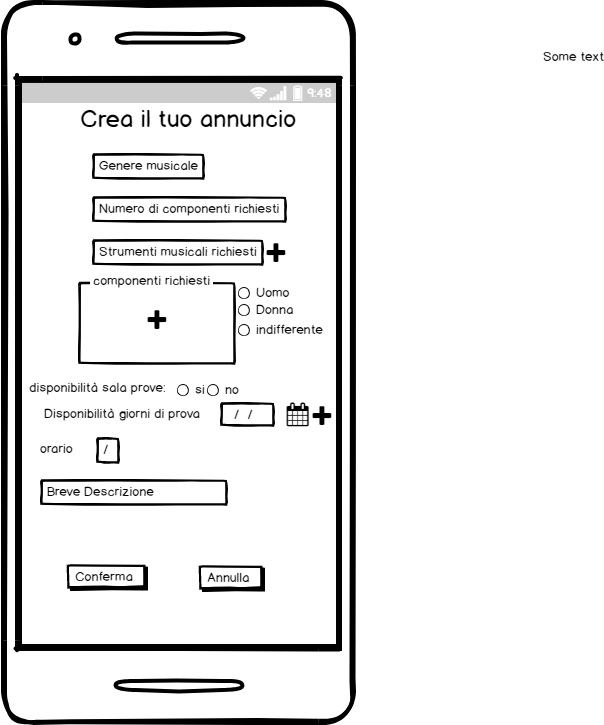 Some text
9:48
Crea il tuo annuncio
Genere musicale
Numero di componenti richiesti
Strumenti musicali richiesti
componenti richiesti
Uomo
Donna
indifferente
disponibilità sala prove: si no
Disponibilità giorni di prova / /
orario /
Breve Descrizione
Conferma Annulla